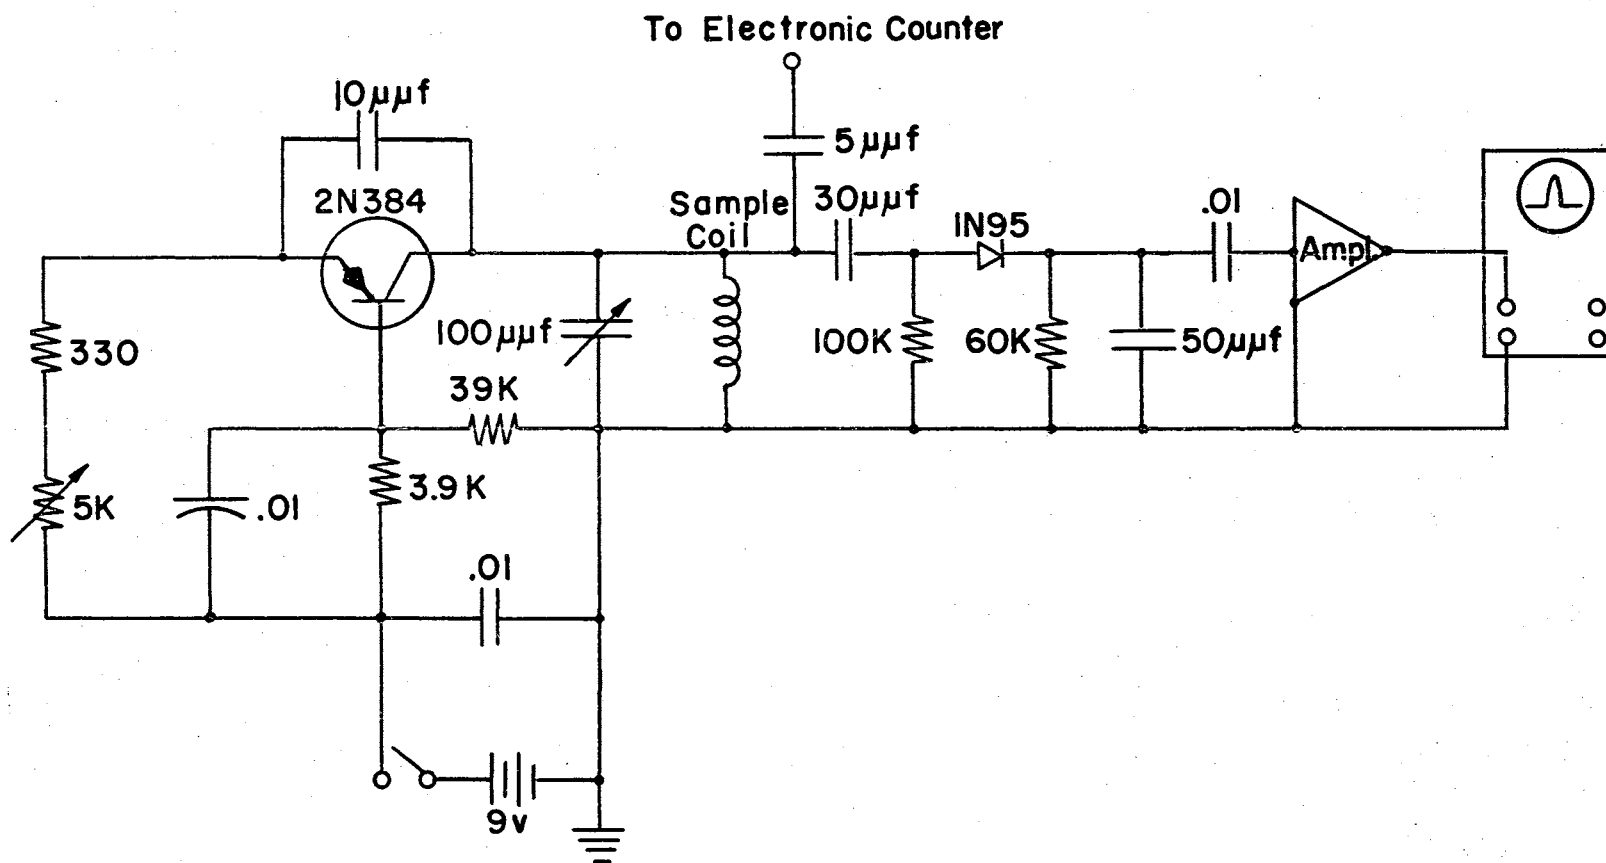 To Electronic Counter
10μμf
5μμf
2N384
Sample
Coil
30μμf
1N95
.01
Ampl.
330
100μμf
100K
60K
50μμf
39K
5K
.01
3.9K
.01
9v